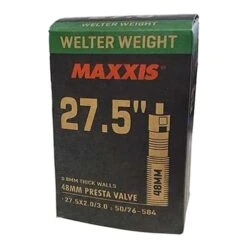 WELTER WEIGHT
MAXXIS
27.5"
0.8MM THICK WALLS
48MM PRESTA VALVE
27.5X2.0/3.0, 50/76-584
48MM